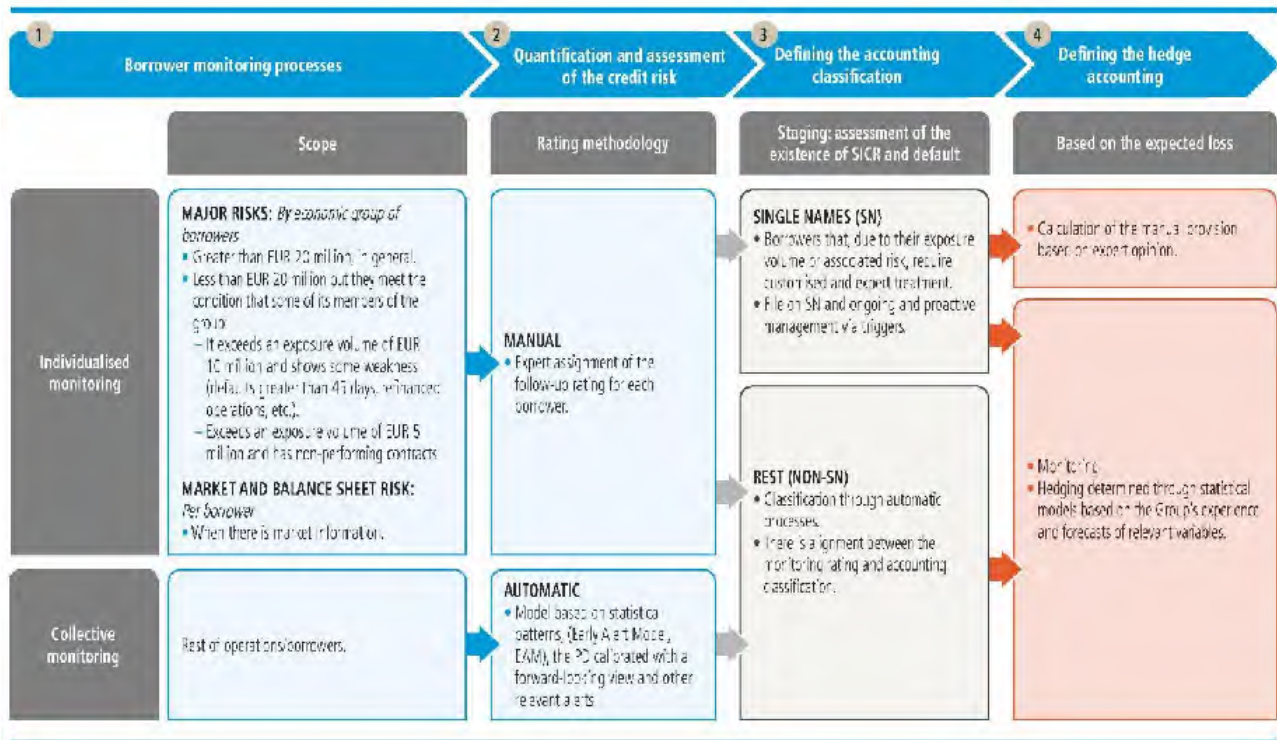 1
Borrower monitoring processes
2
Quantification and assessment
of the credit risk
3
Defining the accounting
classification
4
Defining the hedge
accounting
Scope
Rating methodology
Staging: assessment of the
existence of SICR and default
Based on the expected loss
Individualised
monitoring
MAJOR RISKS: By economic group of
borrowers
• Greater than EUR 20 million, in general.
• Less than EUR 20 million but they meet the
condition that some of its members of the
group
– It exceeds an exposure volume of EUR
10 million and shows some weakness
(defaults greater than 45 days, refinanced
operations, etc.).
– Exceeds an exposure volume of EUR 5
million and has non-performing contracts
MARKET AND BALANCE SHEET RISK:
Per borrower
• When there is market information.
MANUAL
• Expert assignment of the
follow-up rating for each
borrower.
SINGLE NAMES (SN)
• Borrowers that, due to their exposure
volume or associated risk, require
customised and expert treatment.
• File on SN and ongoing and proactive
management via triggers.
• Calculation of the manual provision
based on expert opinion.
REST (NON-SN)
• Classification through automatic
processes.
• There is alignment between the
monitoring rating and accounting
classification.
• Monitoring
• Hedging determined through statistical
models based on the Group's experience
and forecasts of relevant variables.
Collective
monitoring
Rest of operations/borrowers.
AUTOMATIC
• Model based on statistical
patterns, (Early Alert Model,
EAM), the PD calibrated with a
forward-looking view and other
relevant alerts